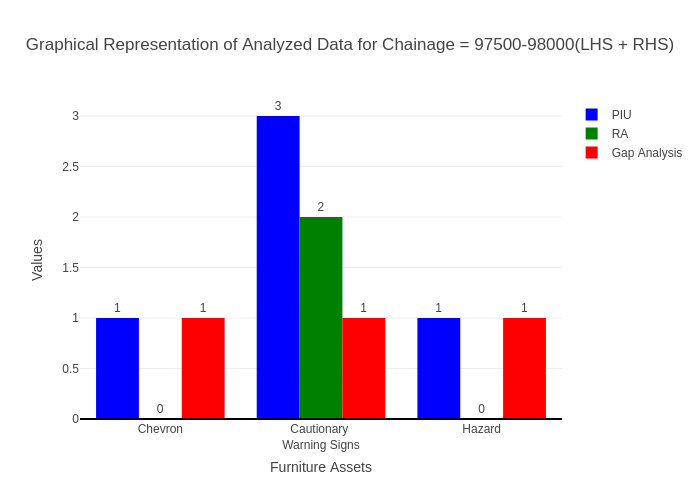 Graphical Representation of Analyzed Data for Chainage = 97500-98000(LHS + RHS)
PIU
RA
Gap Analysis
Values
3
2.5
2
1.5
1
0.5
0
1
0
1
3
2
1
1
0
1
Chevron
Cautionary
Warning Signs
Hazard
Furniture Assets